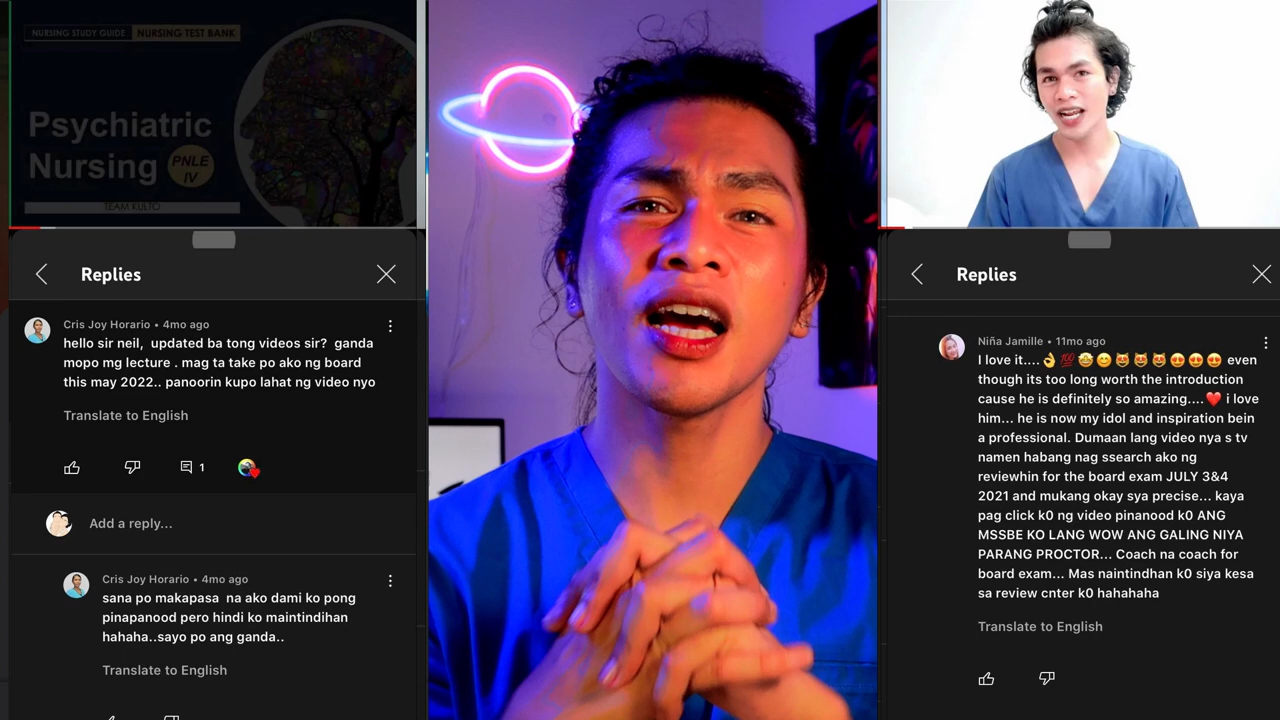 NURSING STUDY GUIDE NURSING TEST BANK
Psychiatric
Nursing PNLE
IV
TEAM KULTO
Replies
Cris Joy Horario • 4mo ago
hello sir neil, updated ba tong videos sir? ganda
mopo mg lecture . mag ta take po ako ng board
this may 2022.. panoorin kupo lahat ng video nyo
Translate to English
1
Add a reply...
Cris Joy Horario • 4mo ago
sana po makapasa na ako dami ko pong
pinapanood pero hindi ko maintindihan
hahaha..sayo po ang ganda..
Translate to English
Replies
Niña Jamille • 11mo ago
I love it....👌💯🤩😊😻😻😻😍😍😍 even
though its too long worth the introduction
cause he is definitely so amazing....❤️ i love
him... he is now my idol and inspiration bein
a professional. Dumaan lang video nya s tv
namen habang nag ssearch ako ng
reviewhin for the board exam JULY 3&4
2021 and mukang okay sya precise... kaya
pag click k0 ng video pinanood k0 ANG
MSSBE KO LANG WOW ANG GALING NIYA
PARANG PROCTOR... Coach na coach for
board exam... Mas naintindhan k0 siya kesa
sa review cnter k0 hahahaha
Translate to English